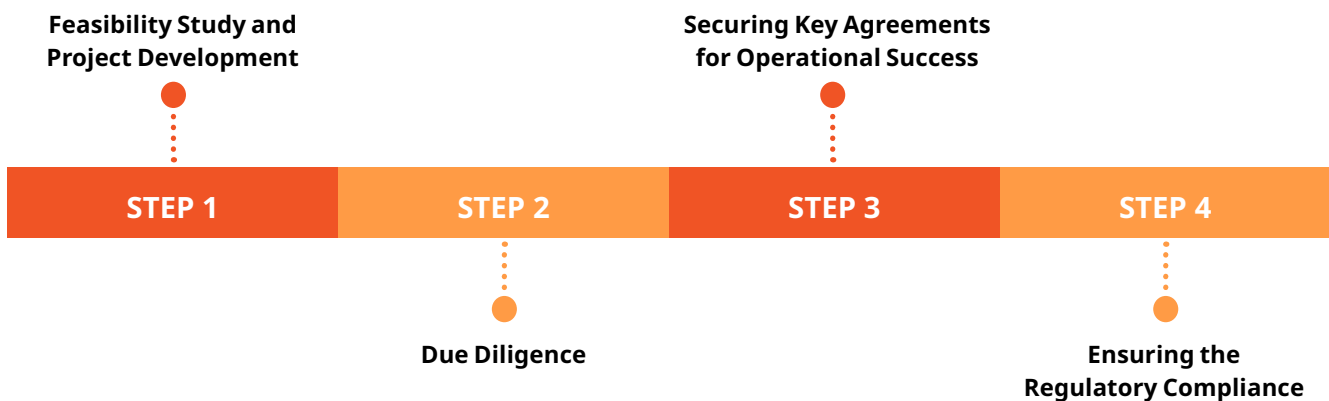 Feasibility Study and
Project Development
Securing Key Agreements
for Operational Success
STEP 1
STEP 2
STEP 3
STEP 4
Due Diligence
Ensuring the
Regulatory Compliance